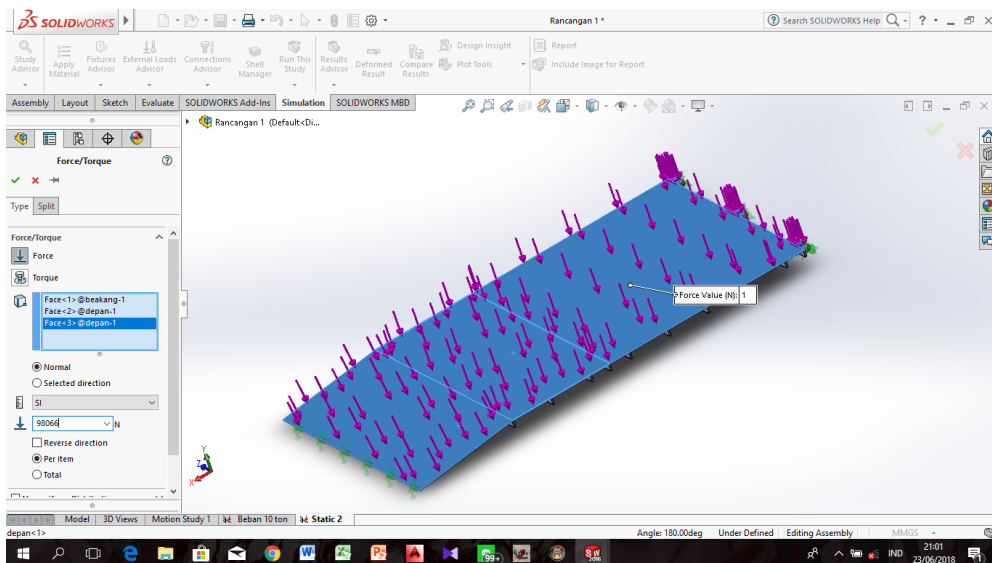 SOLIDWORKS
Rancangan 1 *
Search SOLIDWORKS Help
Study Advisor
Apply Material
Fixtures Advisor
External Loads Advisor
Connections Advisor
Shell Manager
Run This Study
Results Advisor
Deformed Result
Compare Results
Design Insight
Plot Tools
Report
Include Image for Report
Assembly Layout Sketch Evaluate SOLIDWORKS Add-Ins Simulation SOLIDWORKS MBD
Rancangan 1 (Default<Di...
Force/Torque
Type Split
Force/Torque
Force
Torque
Face<1>@beakang-1
Face<2>@depan-1
Face<3>@depan-1
Normal
Selected direction
SI
98066 N
Reverse direction
Per item
Total
Force Value (N): 1
Y
Z
X
Model 3D Views Motion Study 1 Beban 10 ton Static 2
depan<1>
Angle: 180.00deg Under Defined Editing Assembly MMGS
99+
SW
2016
IND
21:01
23/06/2018